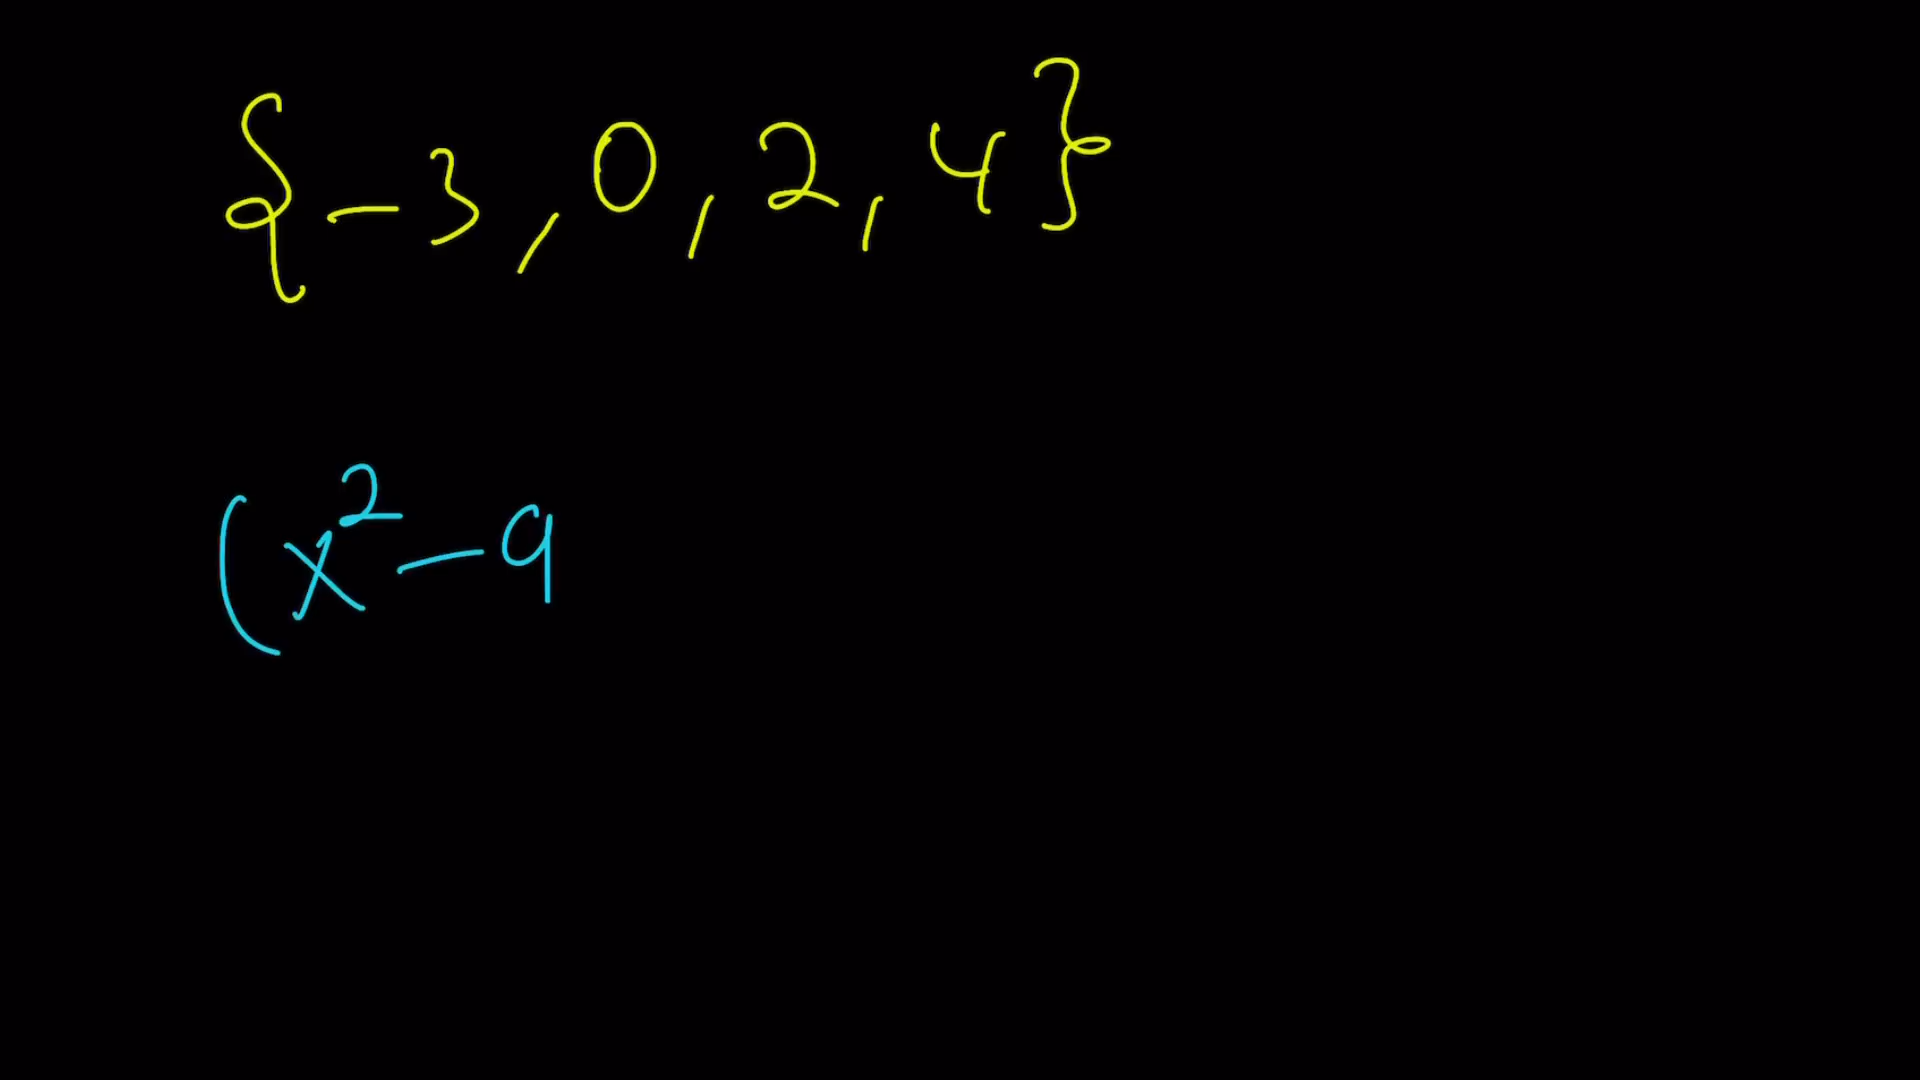 {-3, 0, 2, 4}
(x² - 9